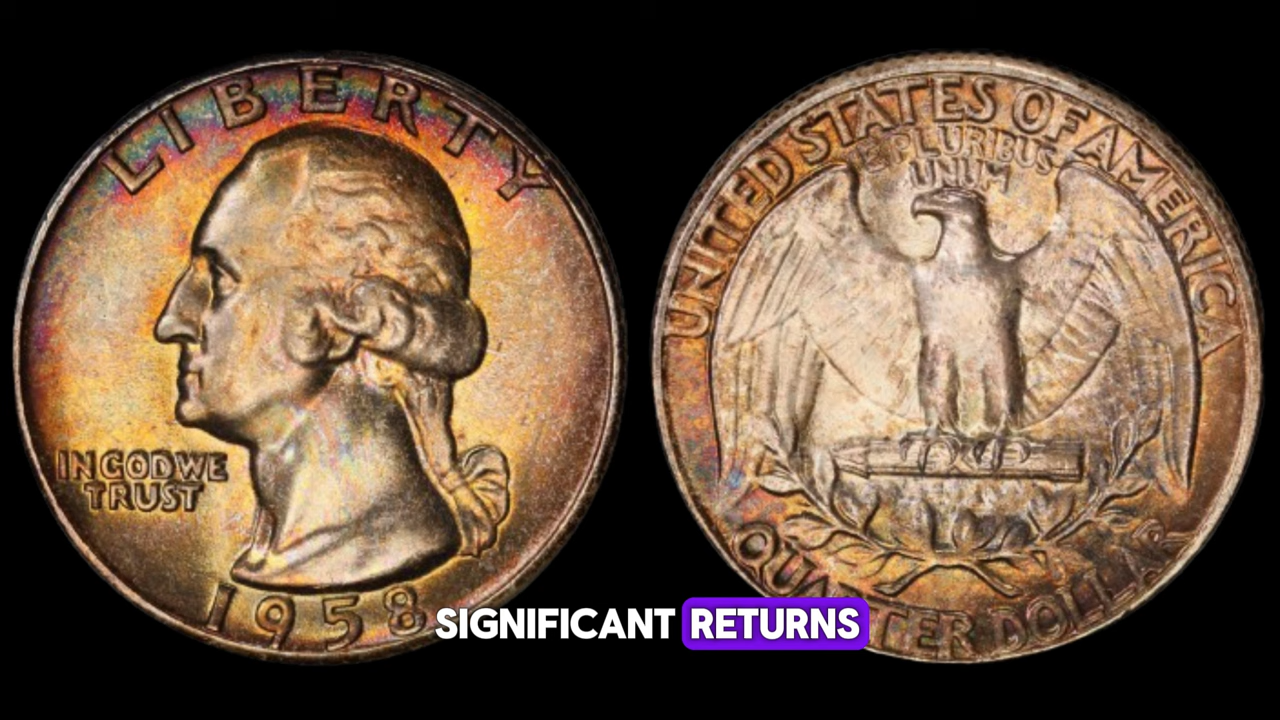 LIBERTY
IN GOD WE
TRUST
1958
UNITED STATES OF AMERICA
E PLURIBUS
UNUM
QUARTER DOLLAR
SIGNIFICANT RETURNS